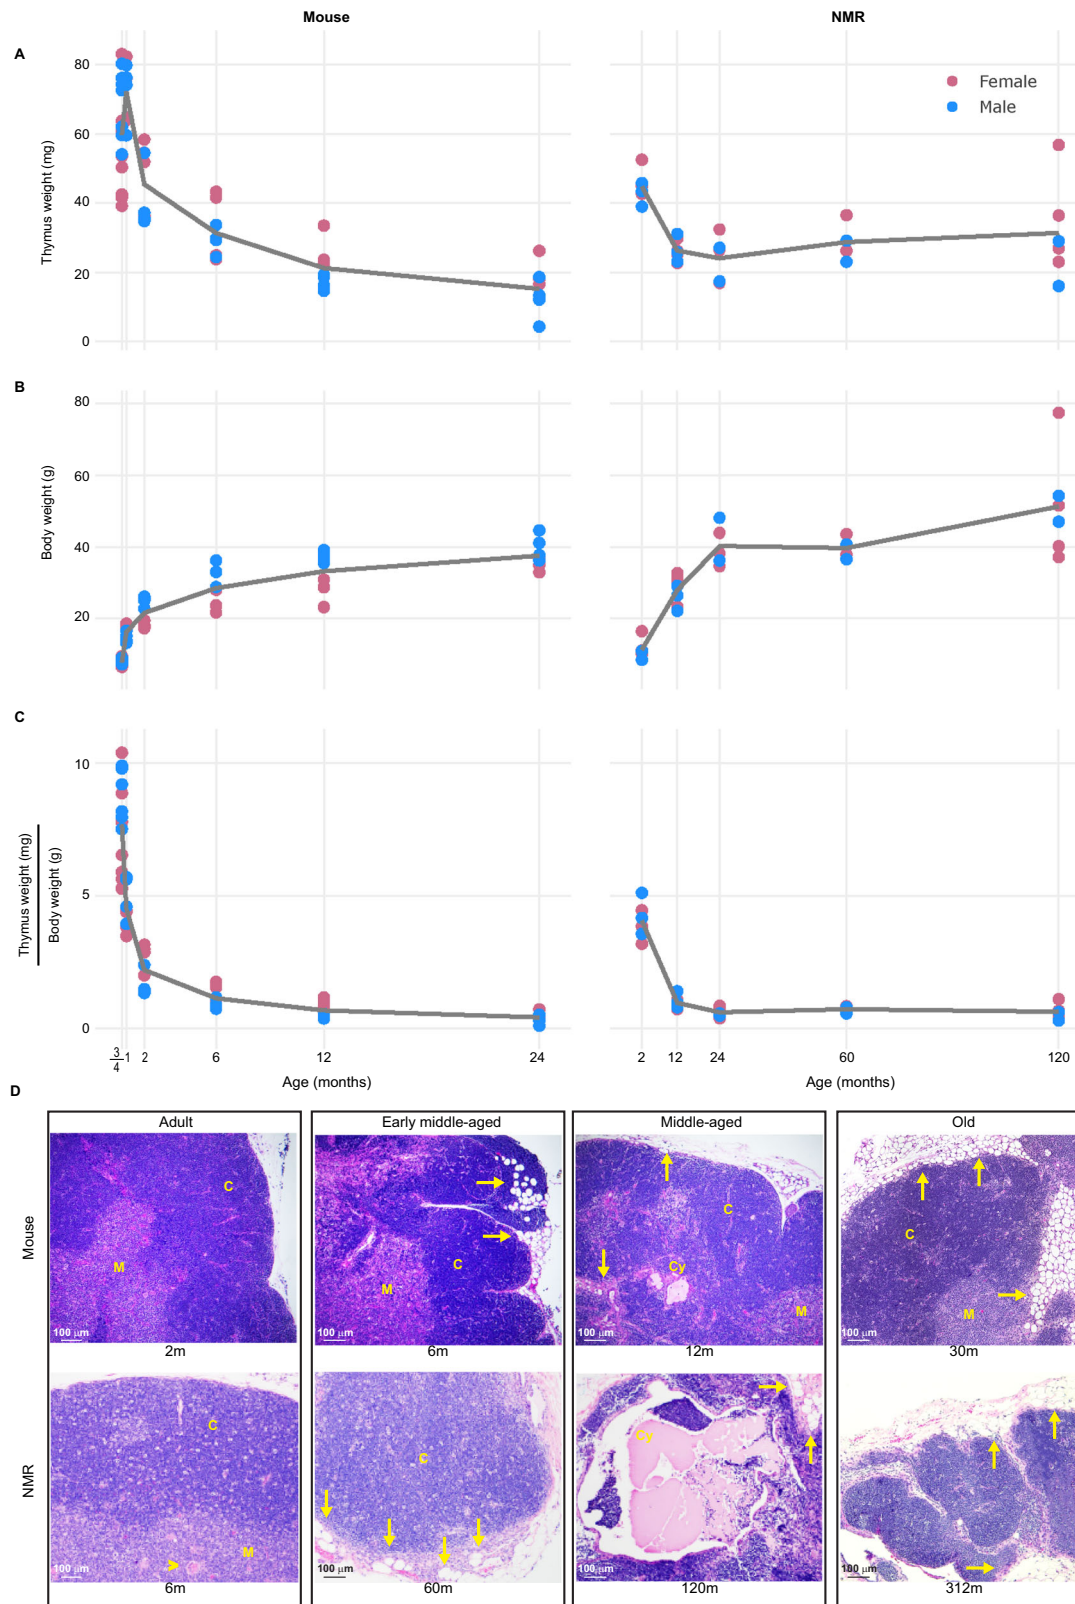 Mouse
NMR
A
80
60
40
20
0
Thymus weight (mg)
Female
Male
B
80
60
40
20
Body weight (g)
C
10
5
0
Thymus weight (mg)
Body weight (g)
3/4 1 2 6 12 24
2 12 24 60 120
Age (months)
Age (months)
D
Adult
Early middle-aged
Middle-aged
Old
Mouse
C
M
100 µm
2m
C
M
100 µm
6m
C
Cy
M
100 µm
12m
C
M
100 µm
30m
NMR
C
M
100 µm
6m
C
100 µm
60m
Cy
100 µm
120m
100 µm
312m